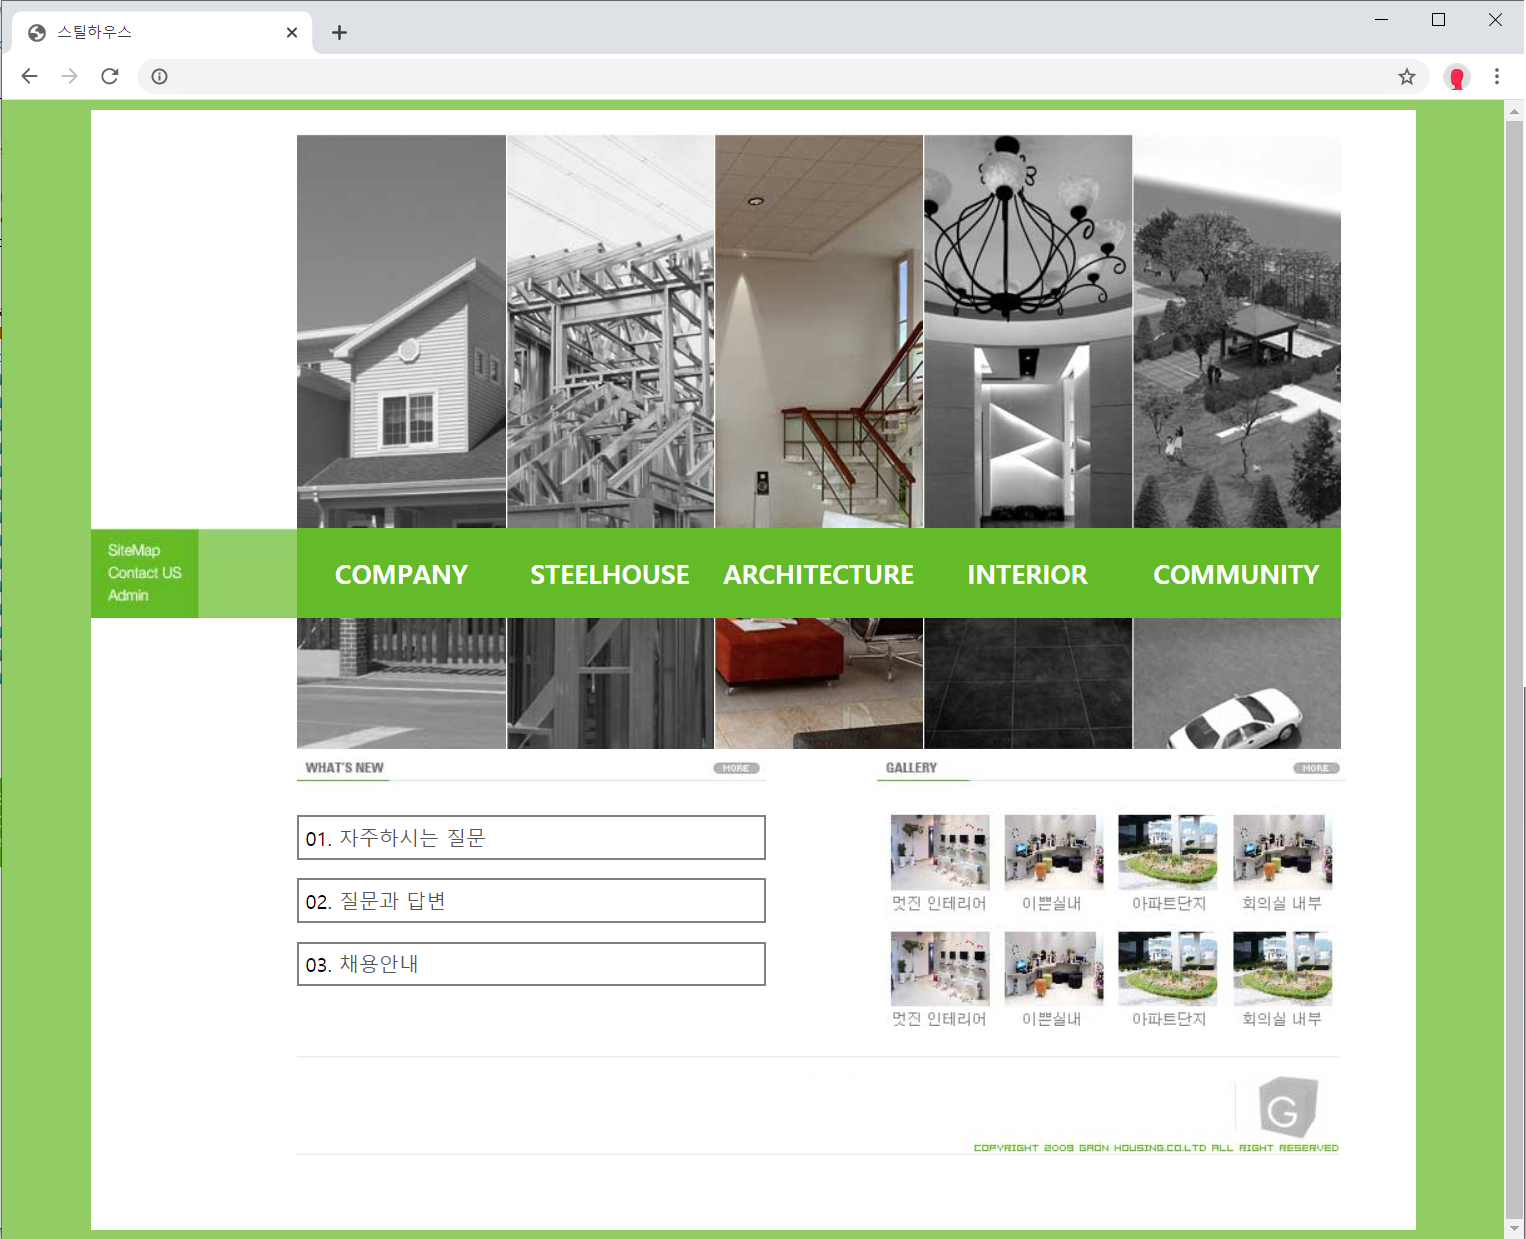 스틸하우스
SiteMap
Contact US
Admin
COMPANY STEELHOUSE ARCHITECTURE INTERIOR COMMUNITY
WHAT'S NEW MORE
01. 자주하시는 질문
02. 질문과 답변
03. 채용안내
GALLERY MORE
멋진 인테리어 이쁜실내 아파트단지 회의실 내부
멋진 인테리어 이쁜실내 아파트단지 회의실 내부
G
COPYRIGHT 2009 GAON HOUSING.CO.LTD ALL RIGHT RESERVED